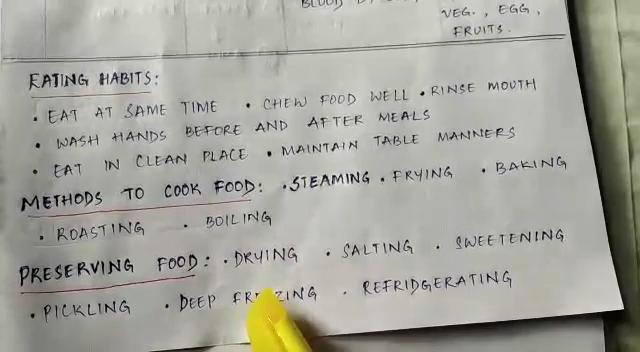 VEG., EGG,
FRUITS.
EATING HABITS:
• EAT AT SAME TIME • CHEW FOOD WELL • RINSE MOUTH
• WASH HANDS BEFORE AND AFTER MEALS
• EAT IN CLEAN PLACE • MAINTAIN TABLE MANNERS
METHODS TO COOK FOOD: • STEAMING • FRYING • BAKING
• ROASTING • BOILING
PRESERVING FOOD: • DRYING • SALTING • SWEETENING
• PICKLING • DEEP FREEZING • REFRIDGERATING